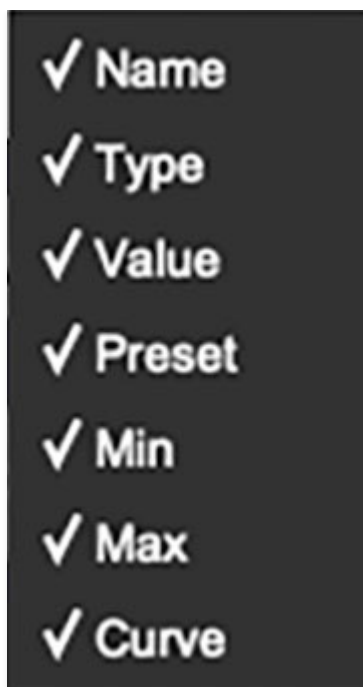 ✓ Name
✓ Type
✓ Value
✓ Preset
✓ Min
✓ Max
✓ Curve